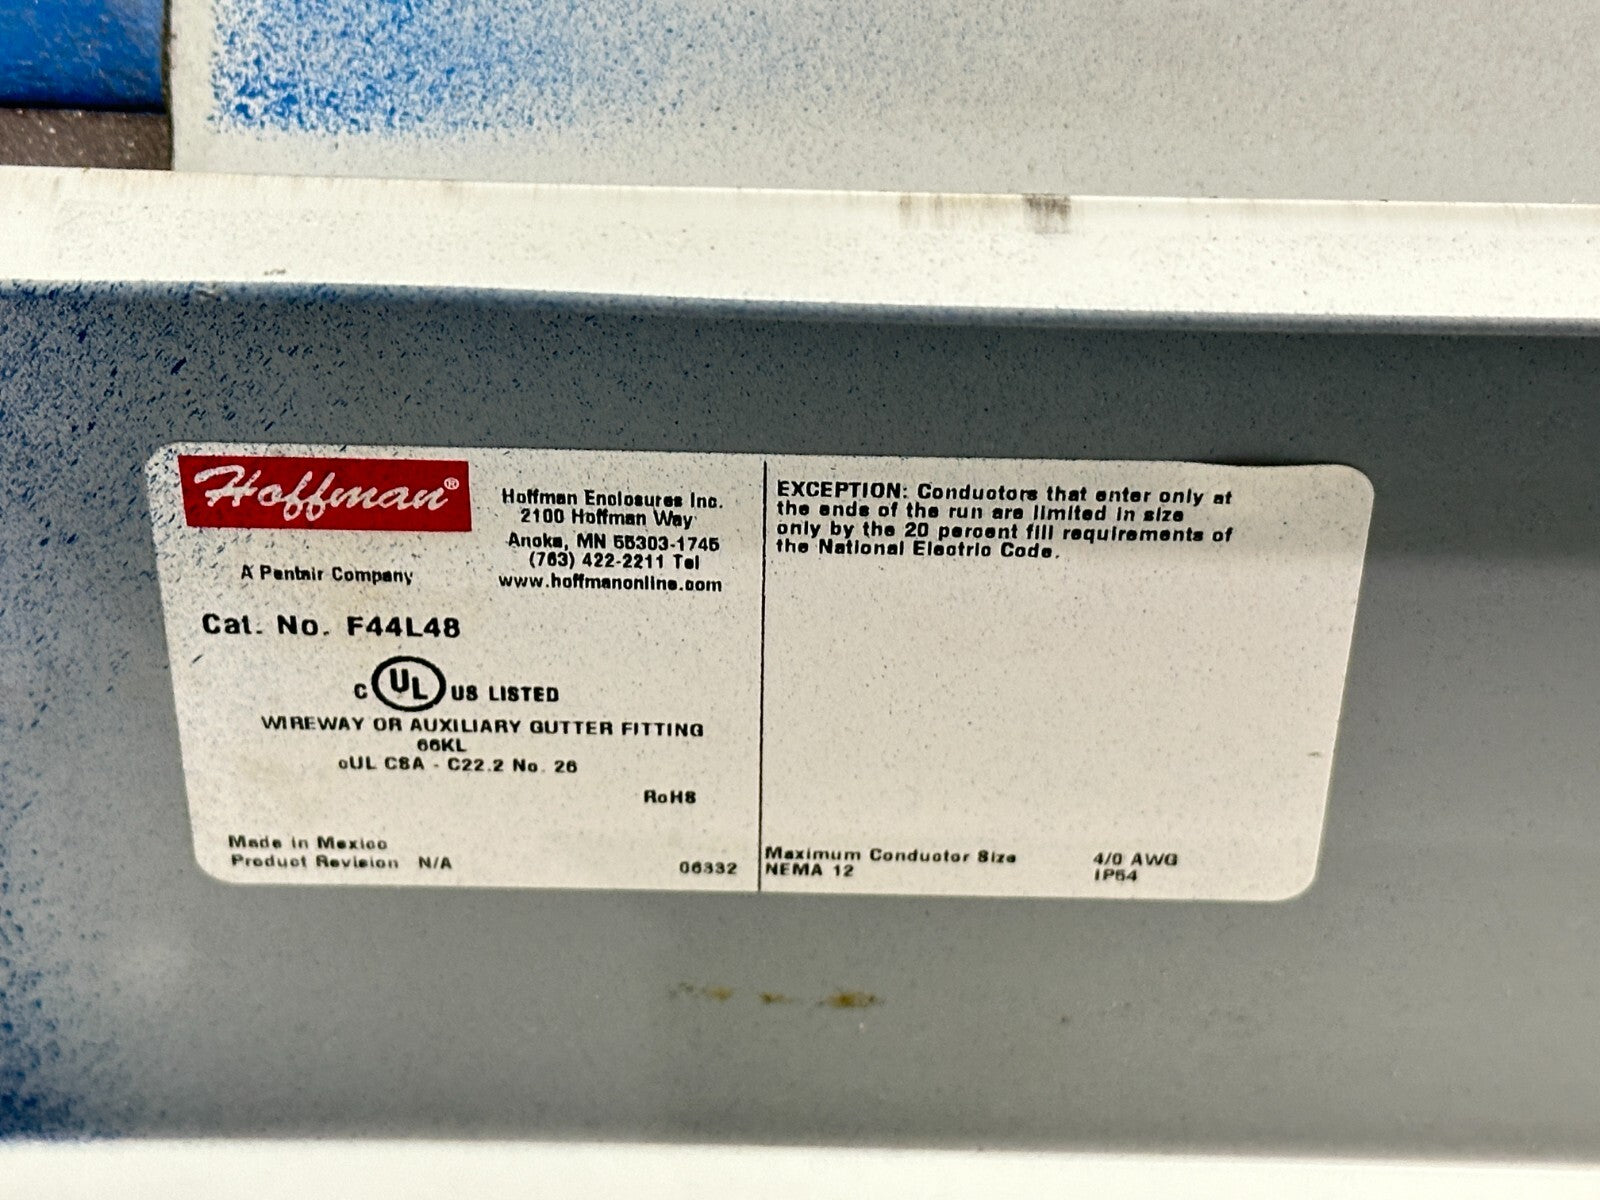 Hoffman®
A Pentair Company
Hoffman Enclosures Inc.
2100 Hoffman Way
Anoka, MN 55303-1745
(763) 422-2211 Tel
www.hoffmanonline.com
Cat. No. F44L48
c UL US LISTED
WIREWAY OR AUXILIARY GUTTER FITTING
66KL
cUL CSA - C22.2 No. 26
RoHS
Made in Mexico
Product Revision N/A
06332
EXCEPTION: Conductors that enter only at
the ends of the run are limited in size
only by the 20 percent fill requirements of
the National Electric Code.
Maximum Conductor Size 4/0 AWG
NEMA 12 IP54